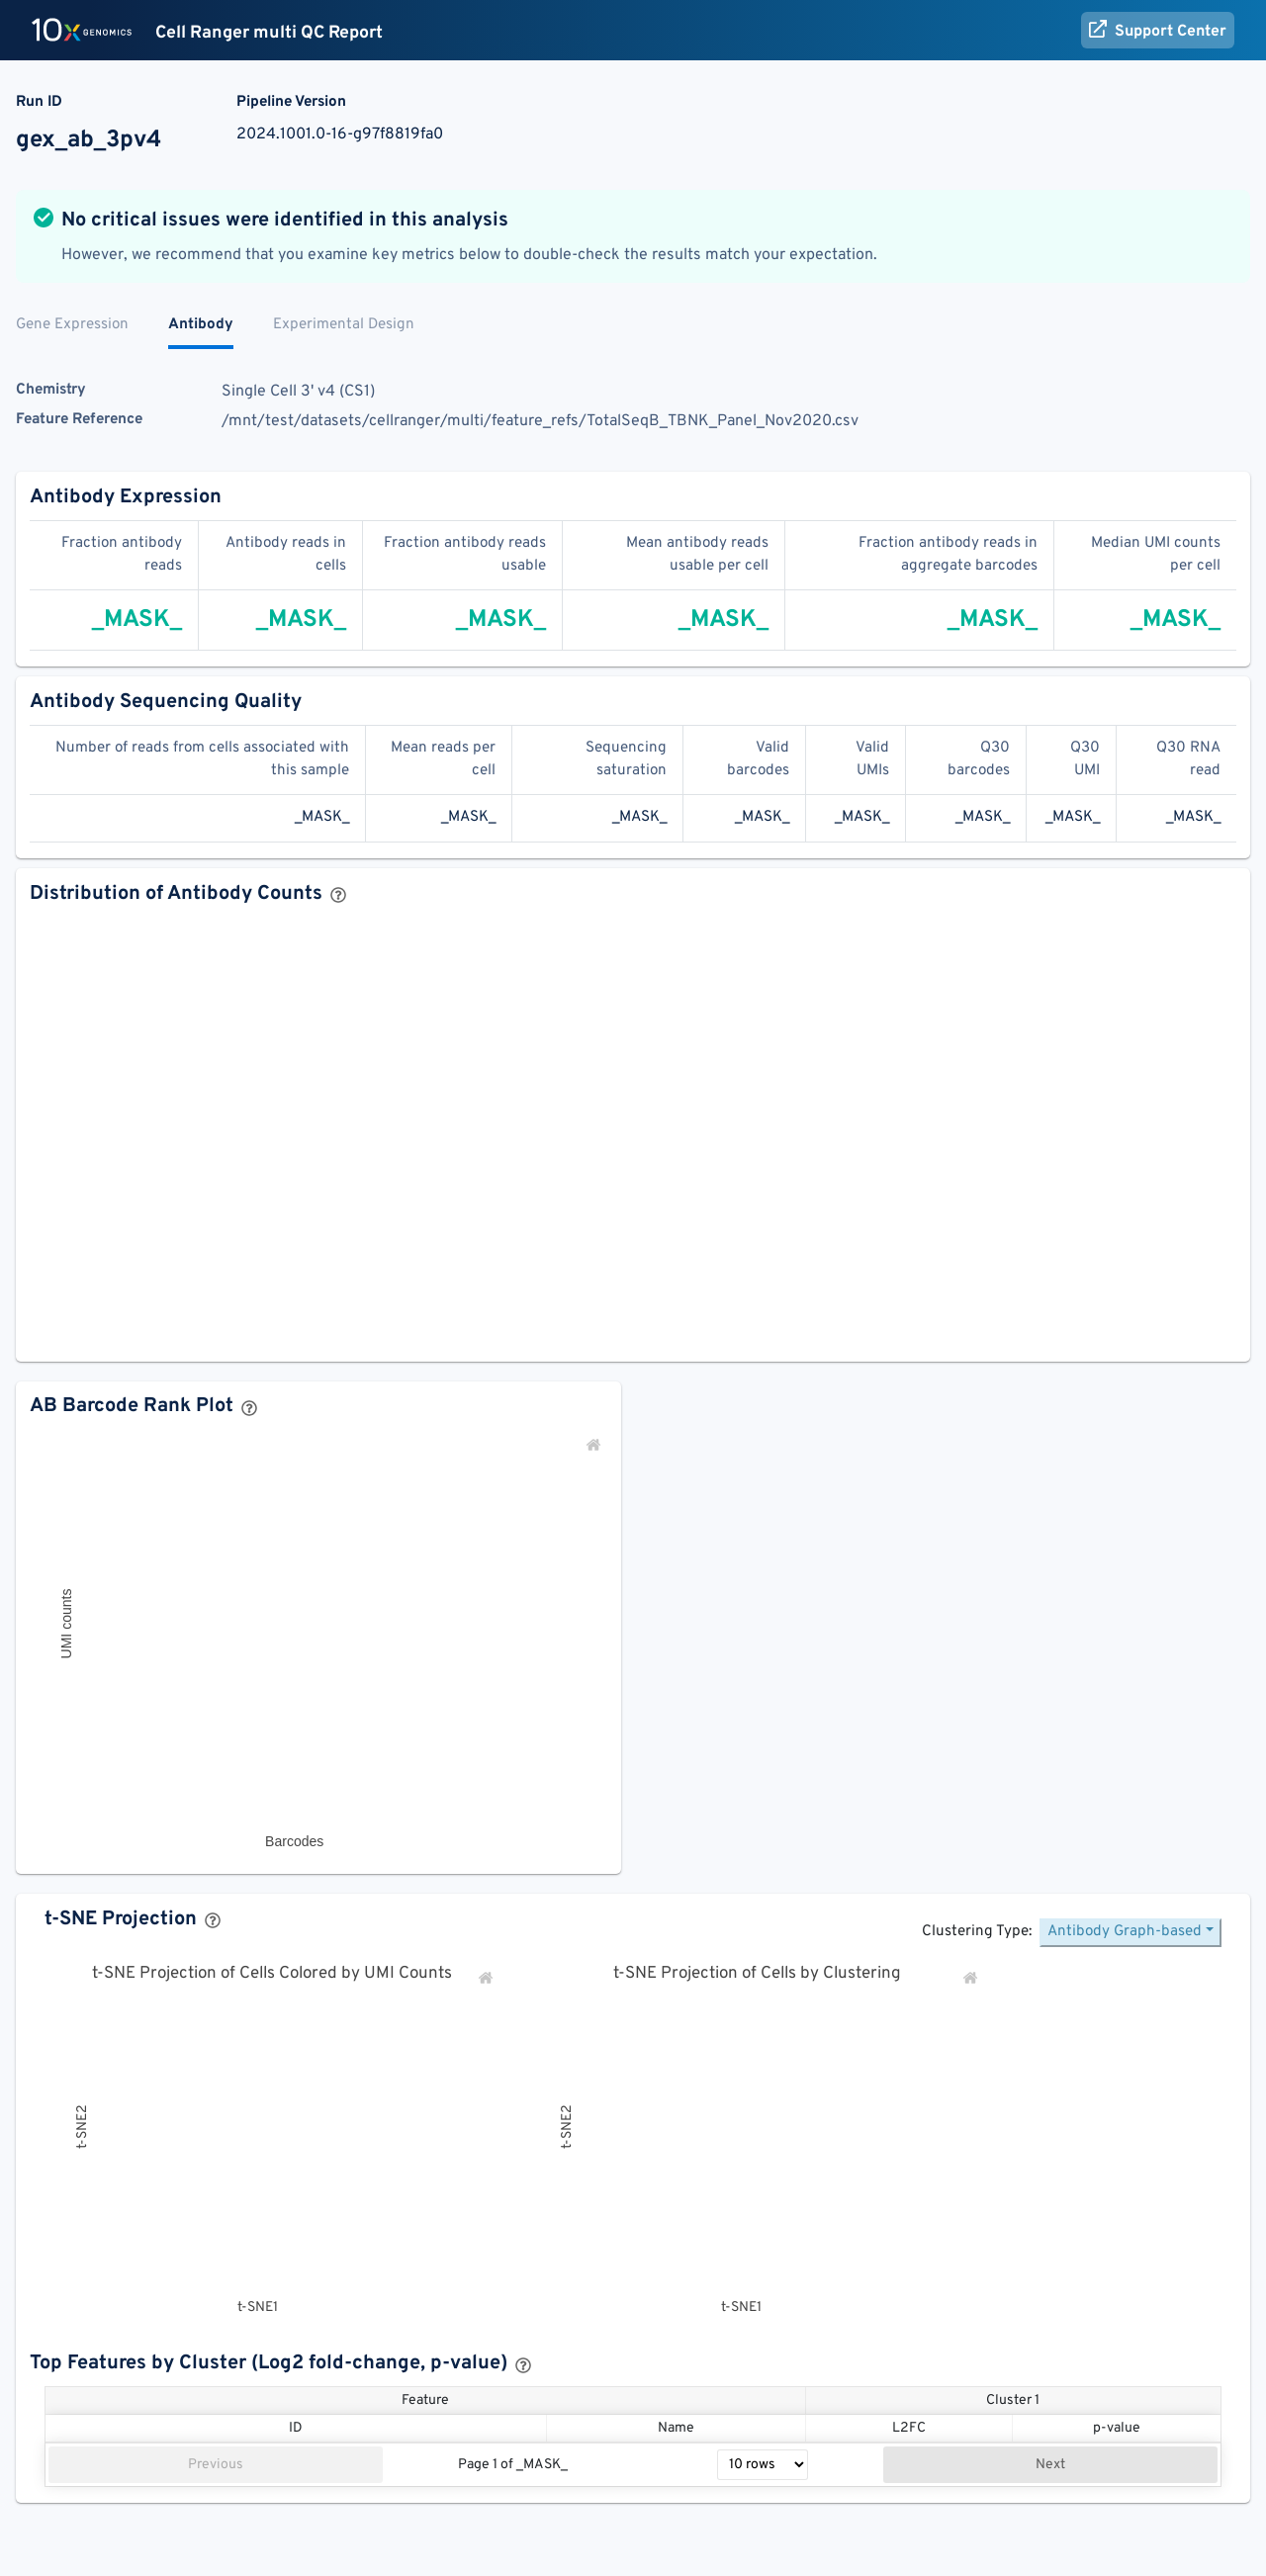 10x GENOMICS Cell Ranger multi QC Report Support Center
Run ID Pipeline Version
gex_ab_3pv4 2024.1001.0-16-g97f8819fa0
No critical issues were identified in this analysis
However, we recommend that you examine key metrics below to double-check the results match your expectation.
Gene Expression Antibody Experimental Design
Chemistry Single Cell 3' v4 (CS1)
Feature Reference /mnt/test/datasets/cellranger/multi/feature_refs/TotalSeqB_TBNK_Panel_Nov2020.csv
Antibody Expression
Fraction antibody reads Antibody reads in cells Fraction antibody reads usable Mean antibody reads usable per cell Fraction antibody reads in aggregate barcodes Median UMI counts per cell
_MASK_ _MASK_ _MASK_ _MASK_ _MASK_ _MASK_
Antibody Sequencing Quality
Number of reads from cells associated with this sample Mean reads per cell Sequencing saturation Valid barcodes Valid UMIs Q30 barcodes Q30 UMI Q30 RNA read
_MASK_ _MASK_ _MASK_ _MASK_ _MASK_ _MASK_ _MASK_ _MASK_
Distribution of Antibody Counts
AB Barcode Rank Plot
UMI counts
Barcodes
t-SNE Projection
Clustering Type: Antibody Graph-based
t-SNE Projection of Cells Colored by UMI Counts t-SNE Projection of Cells by Clustering
t-SNE2 t-SNE2
t-SNE1 t-SNE1
Top Features by Cluster (Log2 fold-change, p-value)
Feature Cluster 1
ID Name L2FC p-value
Previous Page 1 of _MASK_ 10 rows Next